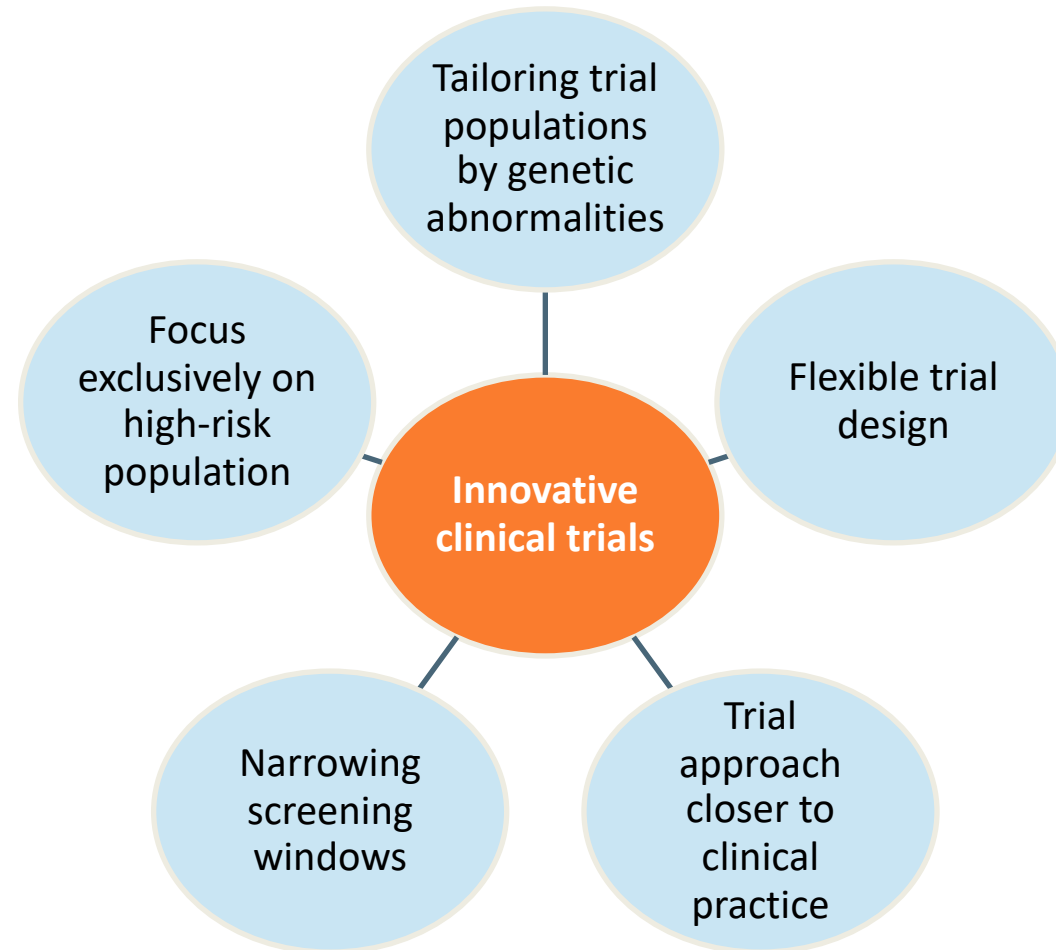 Tailoring trial
populations
by genetic
abnormalities
Focus
exclusively on
high-risk
population
Flexible trial
design
Innovative
clinical trials
Narrowing
screening
windows
Trial
approach
closer to
clinical
practice